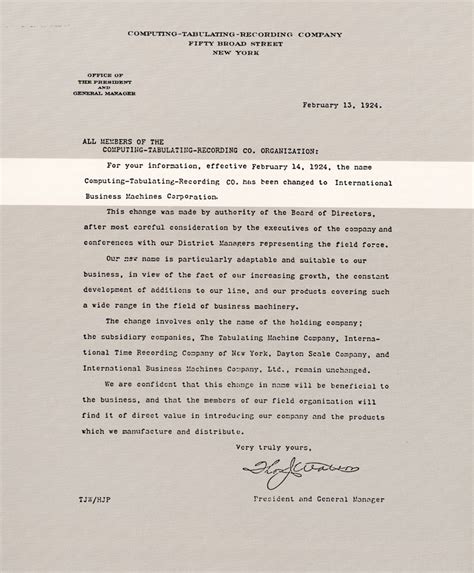 COMPUTING-TABULATING-RECORDING COMPANY
FIFTY BROAD STREET
NEW YORK
OFFICE OF
THE PRESIDENT
AND
GENERAL MANAGER
February 13, 1924.
ALL MEMBERS OF THE
COMPUTING-TABULATING-RECORDING CO. ORGANIZATION:
For your information, effective February 14, 1924, the name
Computing-Tabulating-Recording CO. has been changed to International
Business Machines Corporation.
This change was made by authority of the Board of Directors,
after most careful consideration by the executives of the company and
conferences with our District Managers representing the field force.
Our new name is particularly adaptable and suitable to our
business, in view of the fact of our increasing growth, the constant
development of additions to our line, and our products covering such
a wide range in the field of business machinery.
The change involves only the name of the holding company;
the subsidiary companies, The Tabulating Machine Company, Interna-
tional Time Recording Company of New York, Dayton Scale Company, and
International Business Machines Company, Ltd., remain unchanged.
We are confident that this change in name will be beneficial to
the business, and that the members of our field organization will
find it of direct value in introducing our company and the products
which we manufacture and distribute.
Very truly yours,
Thos J Watson
TJW/HJP
President and General Manager